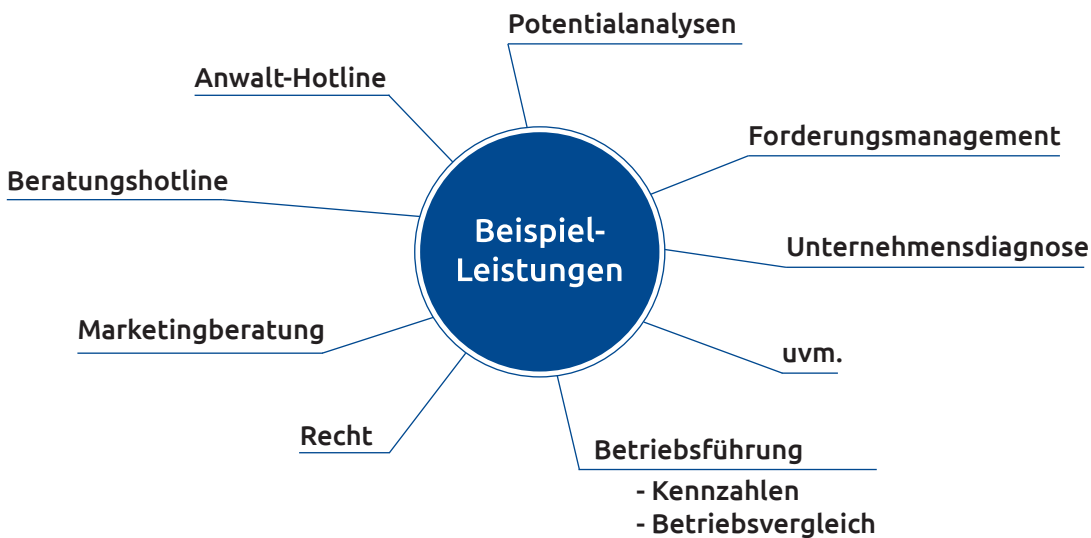 Potentialanalysen
Anwalt-Hotline
Forderungsmanagement
Beratungshotline
Beispiel-
Leistungen
Unternehmensdiagnose
Marketingberatung
uvm.
Recht
Betriebsführung
- Kennzahlen
- Betriebsvergleich